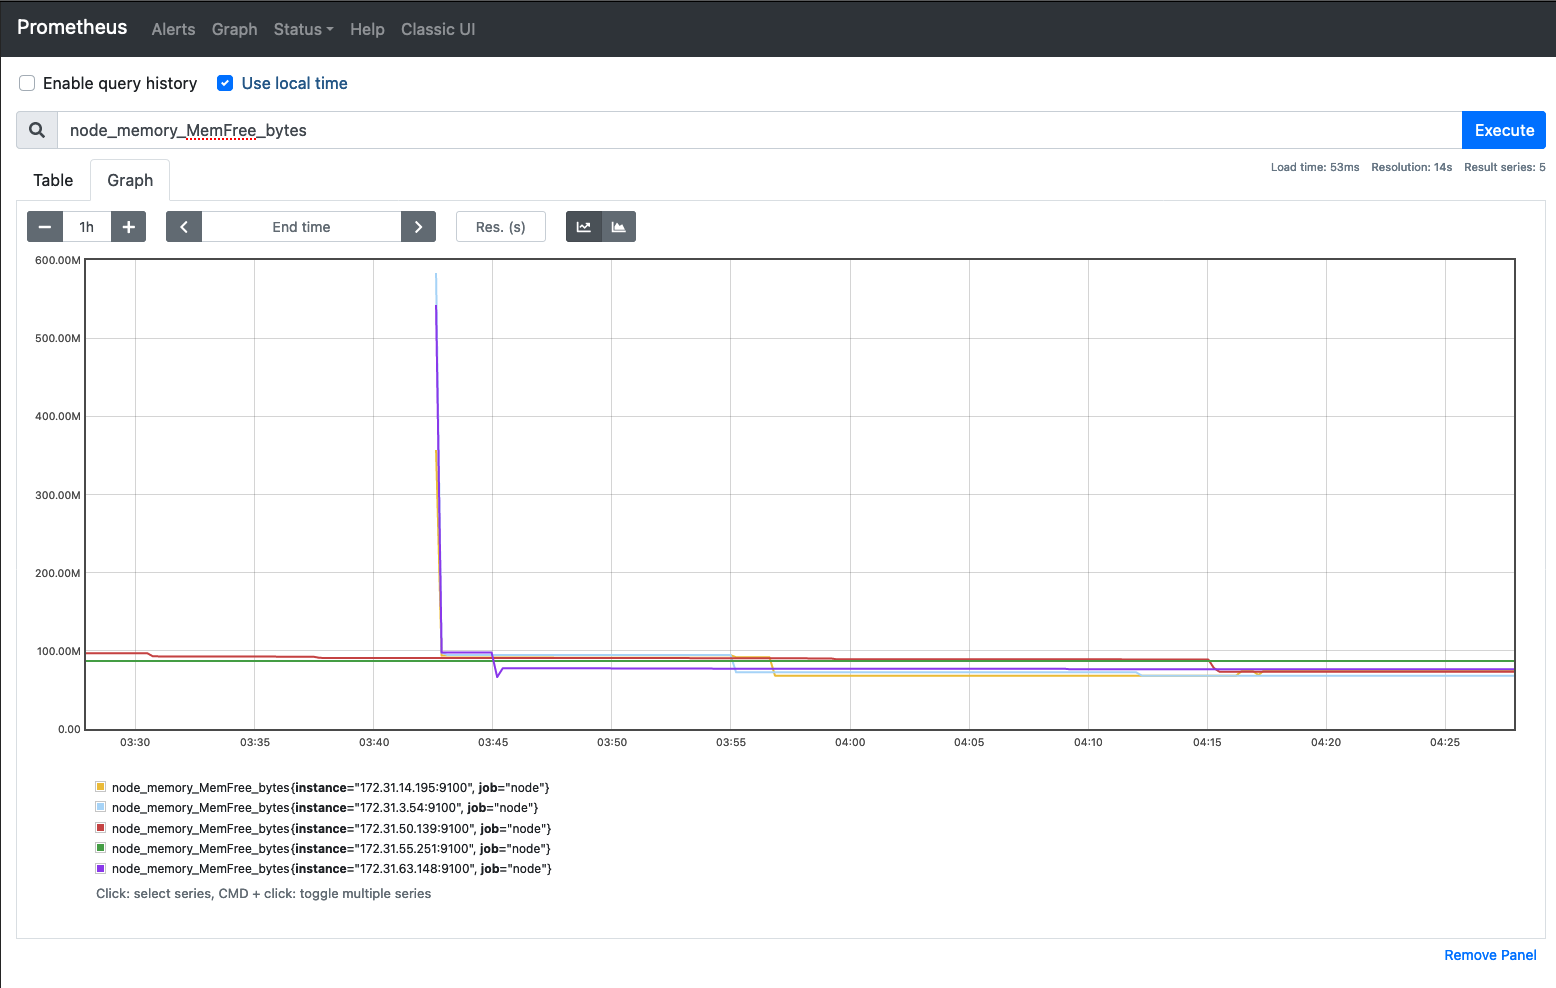 Prometheus Alerts Graph Status Help Classic UI
Enable query history Use local time
node_memory_MemFree_bytes Execute
Load time: 53ms Resolution: 14s Result series: 5
Table Graph
1h End time Res. (s)
600.00M
500.00M
400.00M
300.00M
200.00M
100.00M
0.00
03:30 03:35 03:40 03:45 03:50 03:55 04:00 04:05 04:10 04:15 04:20 04:25
node_memory_MemFree_bytes{instance="172.31.14.195:9100", job="node"}
node_memory_MemFree_bytes{instance="172.31.3.54:9100", job="node"}
node_memory_MemFree_bytes{instance="172.31.50.139:9100", job="node"}
node_memory_MemFree_bytes{instance="172.31.55.251:9100", job="node"}
node_memory_MemFree_bytes{instance="172.31.63.148:9100", job="node"}
Click: select series, CMD + click: toggle multiple series
Remove Panel